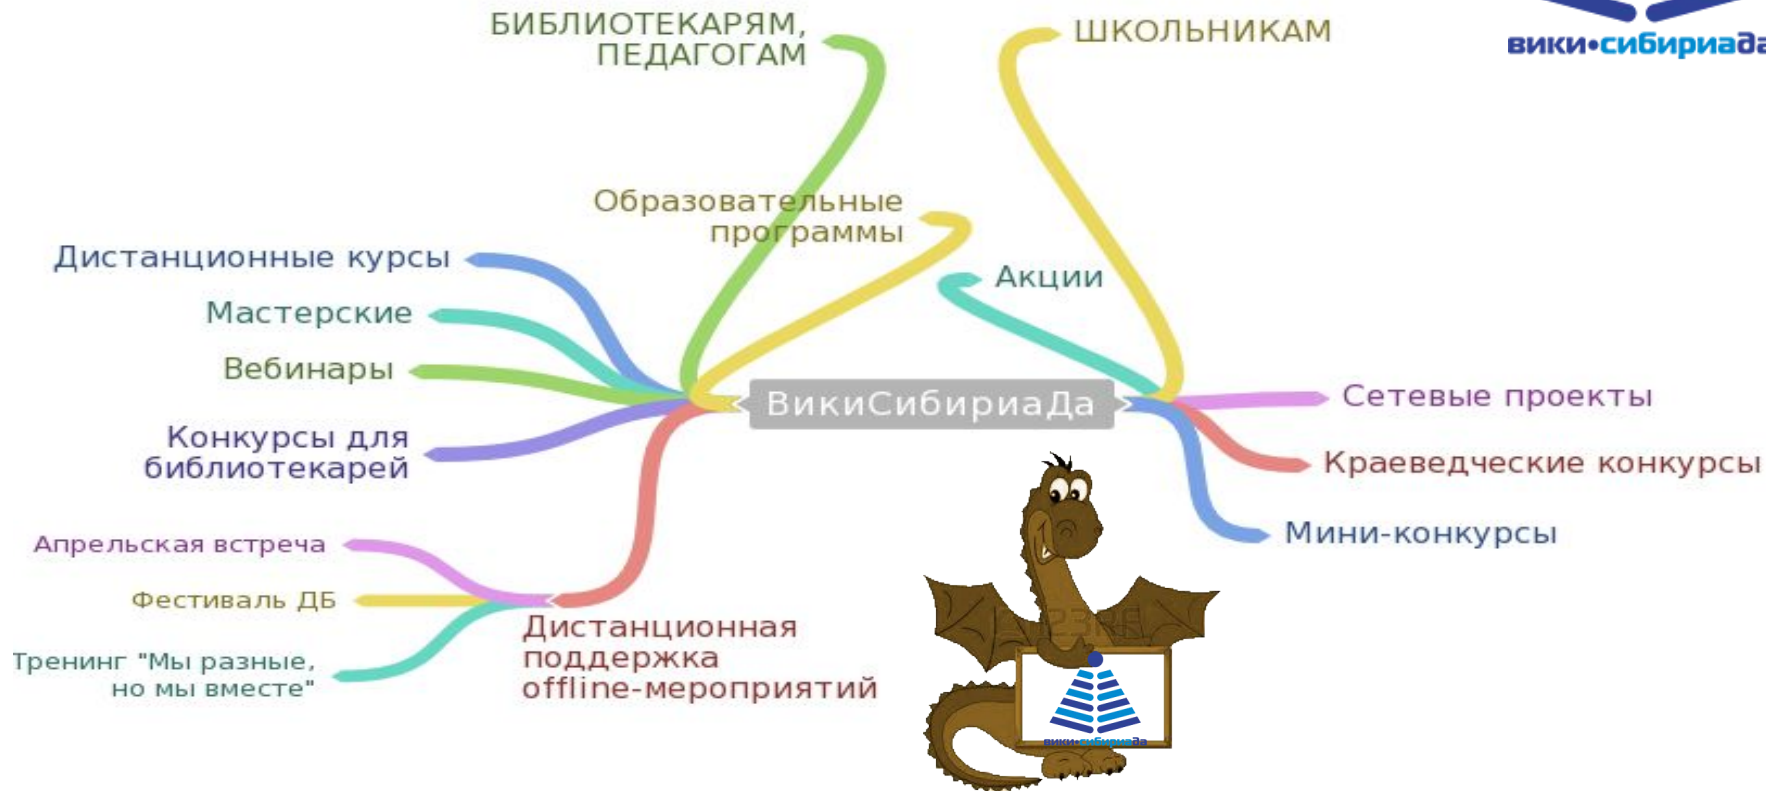 БИБЛИОТЕКАРЯМ,
ПЕДАГОГАМ
ШКОЛЬНИКАМ
вики•сибириаДа
Образовательные
программы
Дистанционные курсы
Акции
Мастерские
Вебинары
ВикиСибириаДа
Сетевые проекты
Конкурсы для
библиотекарей
Краеведческие конкурсы
Мини-конкурсы
Апрельская встреча
Фестиваль ДБ
Дистанционная
поддержка
offline-мероприятий
Тренинг "Мы разные,
но мы вместе"
вики•сибириаДа